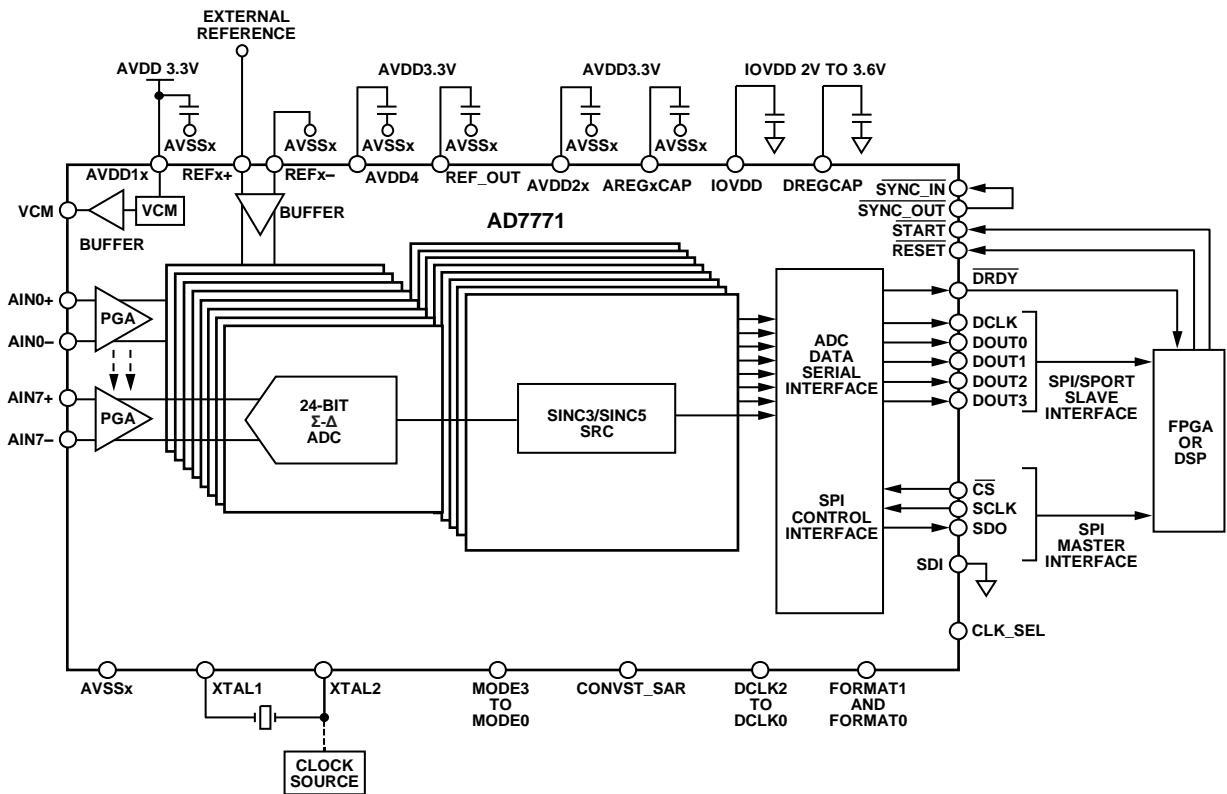 EXTERNAL
REFERENCE
AVDD 3.3V
AVDD3.3V
AVDD3.3V
IOVDD 2V TO 3.6V
AVSSx
AVSSx
AVSSx
AVSSx
AVSSx
AVSSx
AVDD1x
REFx+
REFx–
AVDD4
REF_OUT
AVDD2x
AREGxCAP
IOVDD
DREGCAP
SYNC_IN
SYNC_OUT
START
RESET
VCM
VCM
BUFFER
BUFFER
AD7771
AIN0+
AIN0–
PGA
AIN7+
AIN7–
PGA
24-BIT
Σ-Δ
ADC
SINC3/SINC5
SRC
ADC
DATA
SERIAL
INTERFACE
SPI
CONTROL
INTERFACE
DRDY
DCLK
DOUT0
DOUT1
DOUT2
DOUT3
SPI/SPORT
SLAVE
INTERFACE
FPGA
OR
DSP
CS
SCLK
SDO
SPI
MASTER
INTERFACE
SDI
CLK_SEL
AVSSx
XTAL1
XTAL2
MODE3
TO
MODE0
CONVST_SAR
DCLK2
TO
DCLK0
FORMAT1
AND
FORMAT0
CLOCK
SOURCE